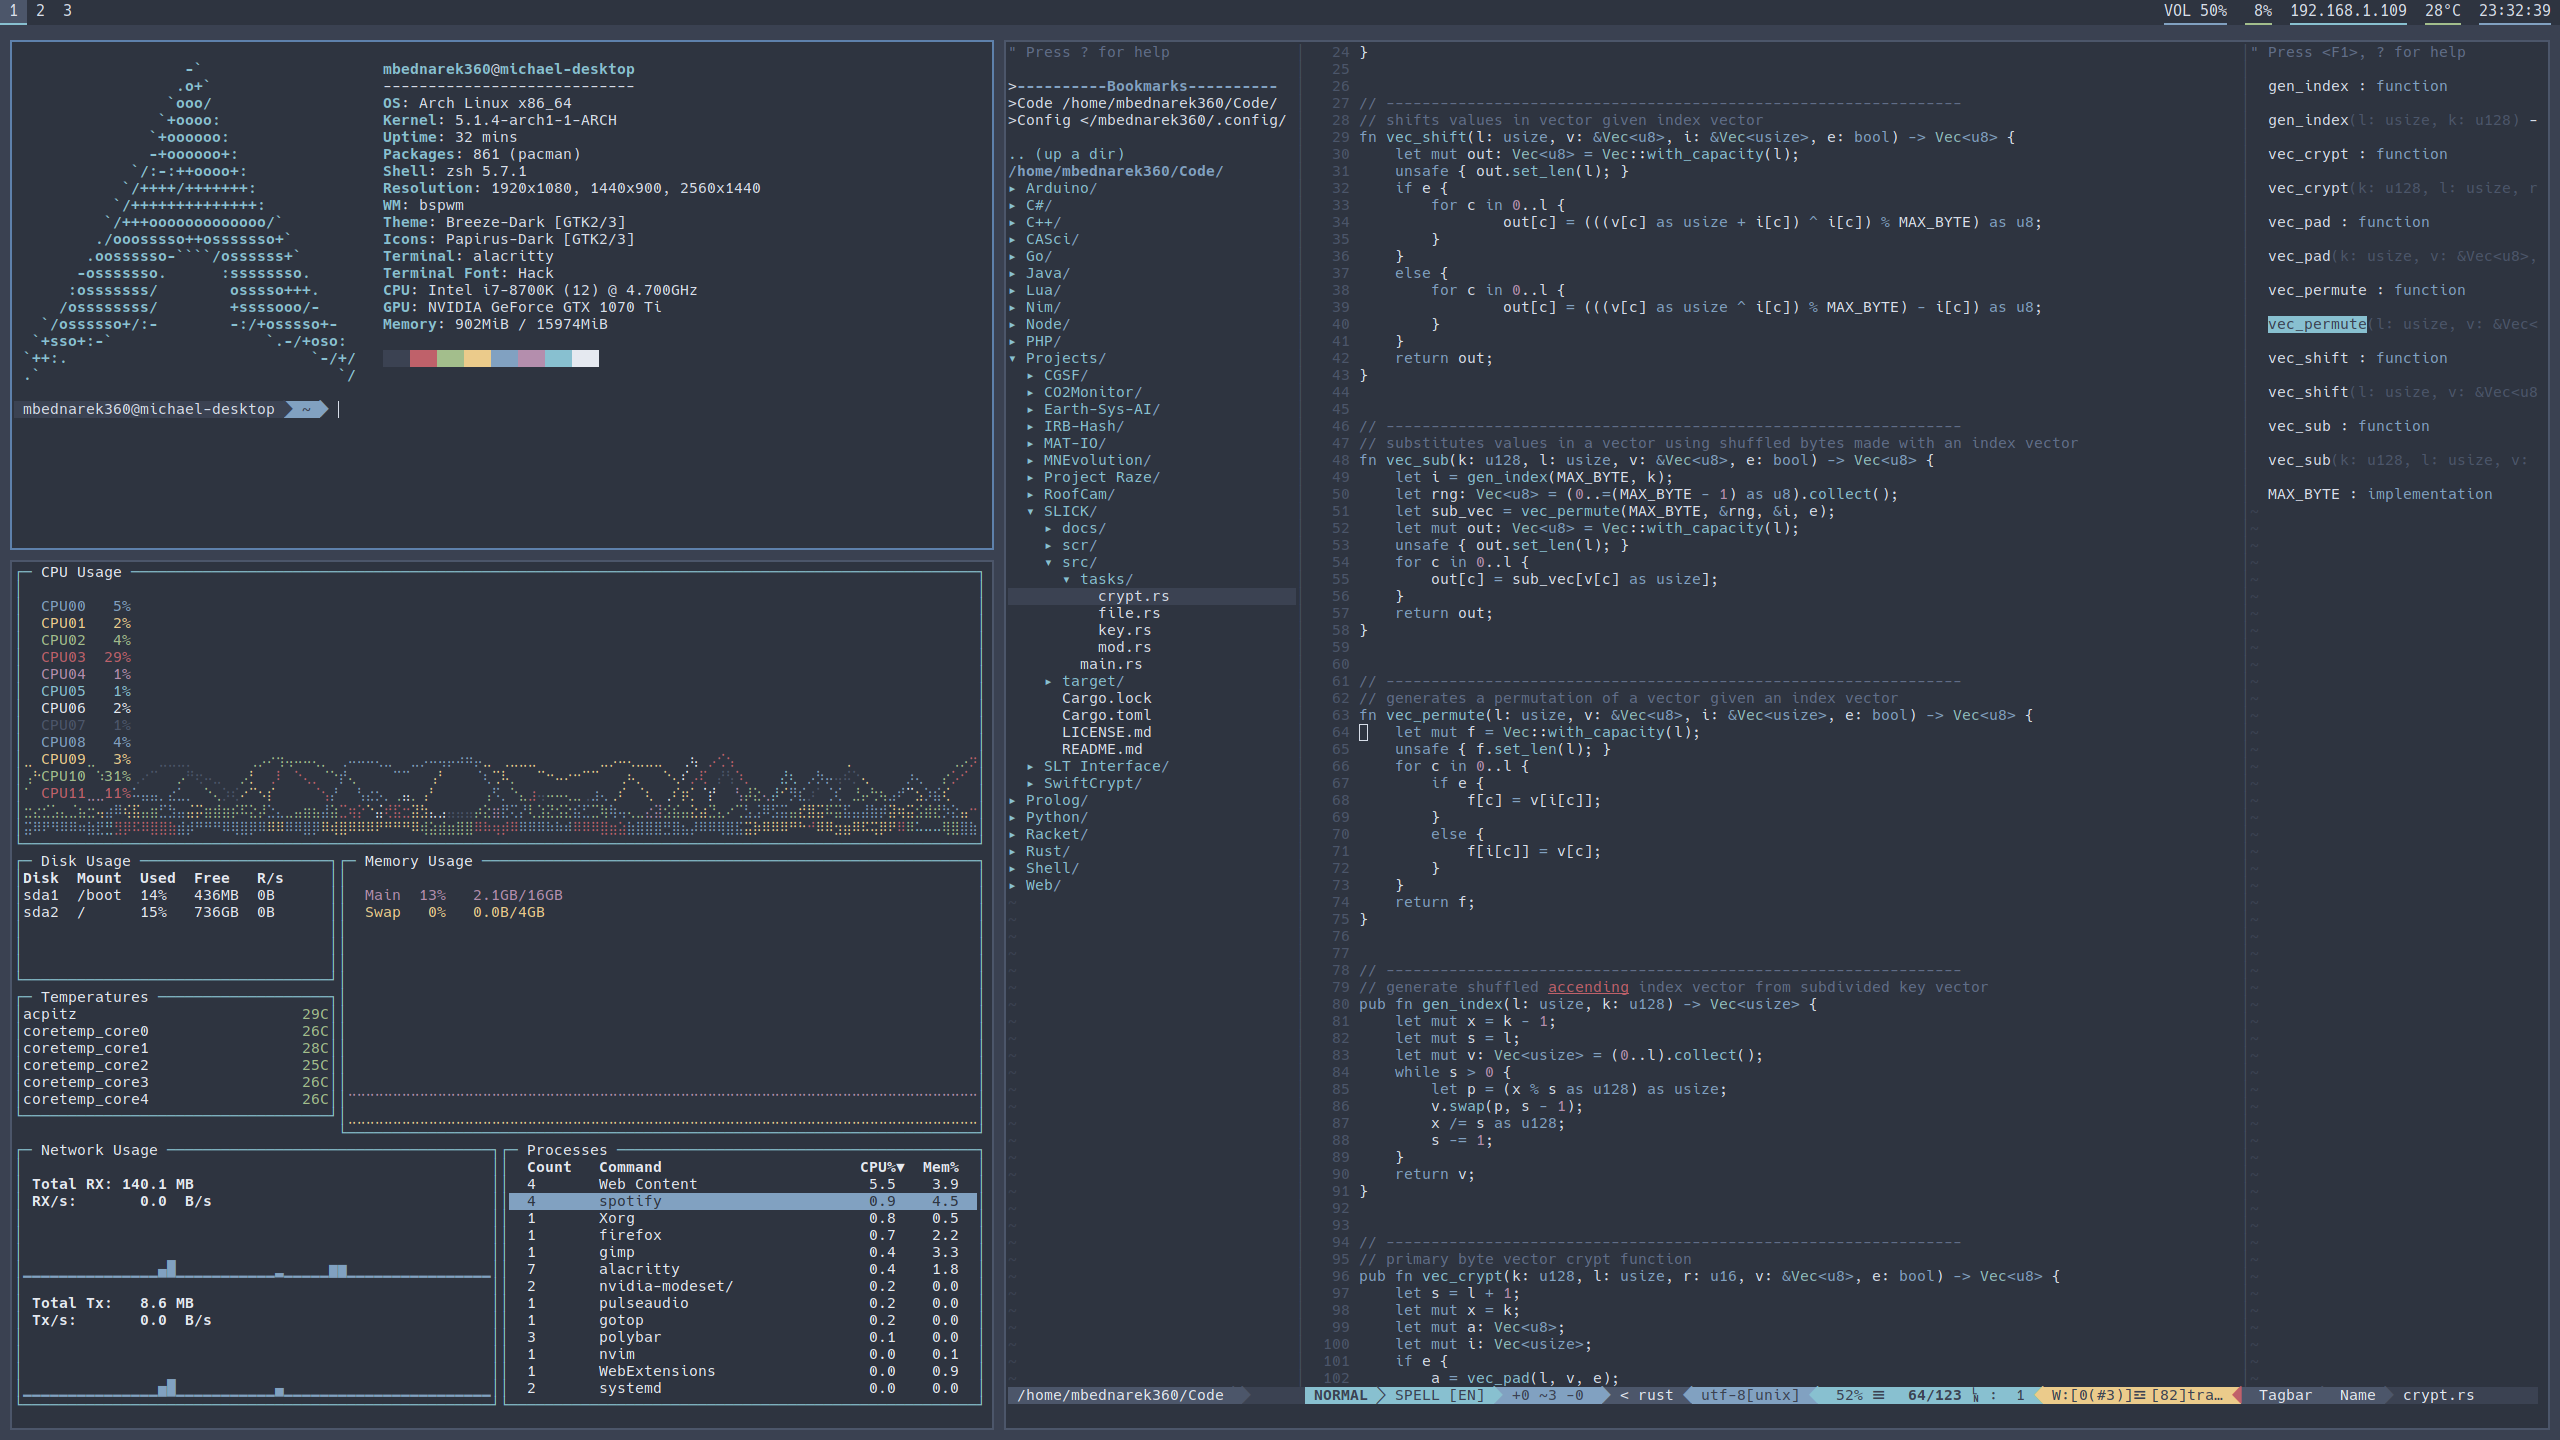 1 2 3
VOL 50% 8% 192.168.1.109 28°C 23:32:39
mbednarek360@michael-desktop
----------------------------
OS: Arch Linux x86_64
Kernel: 5.1.4-arch1-1-ARCH
Uptime: 32 mins
Packages: 861 (pacman)
Shell: zsh 5.7.1
Resolution: 1920x1080, 1440x900, 2560x1440
WM: bspwm
Theme: Breeze-Dark [GTK2/3]
Icons: Papirus-Dark [GTK2/3]
Terminal: alacritty
Terminal Font: Hack
CPU: Intel i7-8700K (12) @ 4.700GHz
GPU: NVIDIA GeForce GTX 1070 Ti
Memory: 902MiB / 15974MiB
mbednarek360@michael-desktop ~
CPU Usage
CPU00 5%
CPU01 2%
CPU02 4%
CPU03 29%
CPU04 1%
CPU05 1%
CPU06 2%
CPU07 1%
CPU08 4%
CPU09 3%
CPU10 31%
CPU11 11%
Disk Usage
Disk Mount Used Free R/s
sda1 /boot 14% 436MB 0B
sda2 / 15% 736GB 0B
Memory Usage
Main 13% 2.1GB/16GB
Swap 0% 0.0B/4GB
Temperatures
acpitz 29C
coretemp_core0 26C
coretemp_core1 28C
coretemp_core2 25C
coretemp_core3 26C
coretemp_core4 26C
Network Usage
Total RX: 140.1 MB
RX/s: 0.0 B/s
Total Tx: 8.6 MB
Tx/s: 0.0 B/s
Processes
Count Command CPU%▼ Mem%
4 Web Content 5.5 3.9
4 spotify 0.9 4.5
1 Xorg 0.8 0.5
1 firefox 0.7 2.2
1 gimp 0.4 3.3
7 alacritty 0.4 1.8
2 nvidia-modeset/ 0.2 0.0
1 pulseaudio 0.2 0.0
1 gotop 0.2 0.0
3 polybar 0.1 0.0
1 nvim 0.0 0.1
1 WebExtensions 0.0 0.9
2 systemd 0.0 0.0
" Press ? for help
>----------Bookmarks----------
>Code /home/mbednarek360/Code/
>Config </mbednarek360/.config/
.. (up a dir)
/home/mbednarek360/Code/
▸ Arduino/
▸ C#/
▸ C++/
▸ CASci/
▸ Go/
▸ Java/
▸ Lua/
▸ Nim/
▸ Node/
▸ PHP/
▾ Projects/
▸ CGSF/
▸ CO2Monitor/
▸ Earth-Sys-AI/
▸ IRB-Hash/
▸ MAT-IO/
▸ MNEvolution/
▸ Project Raze/
▸ RoofCam/
▾ SLICK/
▸ docs/
▸ scr/
▾ src/
▾ tasks/
crypt.rs
file.rs
key.rs
mod.rs
main.rs
▸ target/
Cargo.lock
Cargo.toml
LICENSE.md
README.md
▸ SLT Interface/
▸ SwiftCrypt/
▸ Prolog/
▸ Python/
▸ Racket/
▸ Rust/
▸ Shell/
▸ Web/
/home/mbednarek360/Code
24 }
25
26
27 // ----------------------------------------------------------------
28 // shifts values in vector given index vector
29 fn vec_shift(l: usize, v: &Vec<u8>, i: &Vec<usize>, e: bool) -> Vec<u8> {
30 let mut out: Vec<u8> = Vec::with_capacity(l);
31 unsafe { out.set_len(l); }
32 if e {
33 for c in 0..l {
34 out[c] = (((v[c] as usize + i[c]) ^ i[c]) % MAX_BYTE) as u8;
35 }
36 }
37 else {
38 for c in 0..l {
39 out[c] = (((v[c] as usize ^ i[c]) % MAX_BYTE) - i[c]) as u8;
40 }
41 }
42 return out;
43 }
44
45
46 // ----------------------------------------------------------------
47 // substitutes values in a vector using shuffled bytes made with an index vector
48 fn vec_sub(k: u128, l: usize, v: &Vec<u8>, e: bool) -> Vec<u8> {
49 let i = gen_index(MAX_BYTE, k);
50 let rng: Vec<u8> = (0..=(MAX_BYTE - 1) as u8).collect();
51 let sub_vec = vec_permute(MAX_BYTE, &rng, &i, e);
52 let mut out: Vec<u8> = Vec::with_capacity(l);
53 unsafe { out.set_len(l); }
54 for c in 0..l {
55 out[c] = sub_vec[v[c] as usize];
56 }
57 return out;
58 }
59
60
61 // ----------------------------------------------------------------
62 // generates a permutation of a vector given an index vector
63 fn vec_permute(l: usize, v: &Vec<u8>, i: &Vec<usize>, e: bool) -> Vec<u8> {
64 let mut f = Vec::with_capacity(l);
65 unsafe { f.set_len(l); }
66 for c in 0..l {
67 if e {
68 f[c] = v[i[c]];
69 }
70 else {
71 f[i[c]] = v[c];
72 }
73 }
74 return f;
75 }
76
77
78 // ----------------------------------------------------------------
79 // generate shuffled accending index vector from subdivided key vector
80 pub fn gen_index(l: usize, k: u128) -> Vec<usize> {
81 let mut x = k - 1;
82 let mut s = l;
83 let mut v: Vec<usize> = (0..l).collect();
84 while s > 0 {
85 let p = (x % s as u128) as usize;
86 v.swap(p, s - 1);
87 x /= s as u128;
88 s -= 1;
89 }
90 return v;
91 }
92
93
94 // ----------------------------------------------------------------
95 // primary byte vector crypt function
96 pub fn vec_crypt(k: u128, l: usize, r: u16, v: &Vec<u8>, e: bool) -> Vec<u8> {
97 let s = l + 1;
98 let mut x = k;
99 let mut a: Vec<u8>;
100 let mut i: Vec<usize>;
101 if e {
102 a = vec_pad(l, v, e);
NORMAL SPELL [EN] +0 ~3 -0 < rust utf-8[unix] 52% ☰ 64/123 : 1 W:[0(#3)]☲ [82]tra…
" Press <F1>, ? for help
gen_index : function
gen_index(l: usize, k: u128) -
vec_crypt : function
vec_crypt(k: u128, l: usize, r
vec_pad : function
vec_pad(k: usize, v: &Vec<u8>,
vec_permute : function
vec_permute(l: usize, v: &Vec<
vec_shift : function
vec_shift(l: usize, v: &Vec<u8
vec_sub : function
vec_sub(k: u128, l: usize, v:
MAX_BYTE : implementation
Tagbar Name crypt.rs